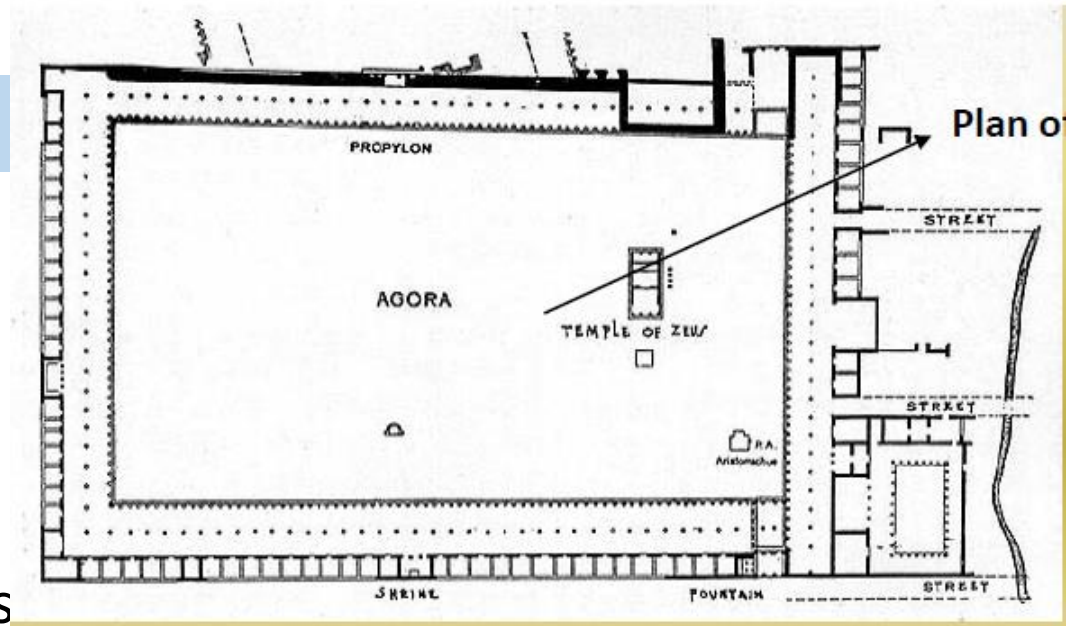 Plan of
PROPYLON
STREET
AGORA
TEMPLE OF ZEUS
STREET
P.A.
Aristomachus
SHRINE
FOUNTAIN
STREET
s